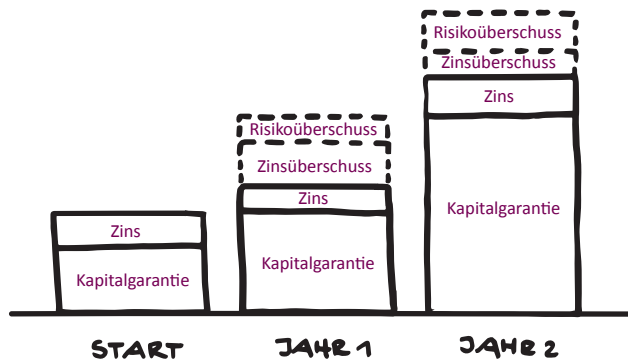 Zins
Kapitalgarantie
START
Risikoüberschuss
Zinsüberschuss
Zins
Kapitalgarantie
JAHR 1
Risikoüberschuss
Zinsüberschuss
Zins
Kapitalgarantie
JAHR 2